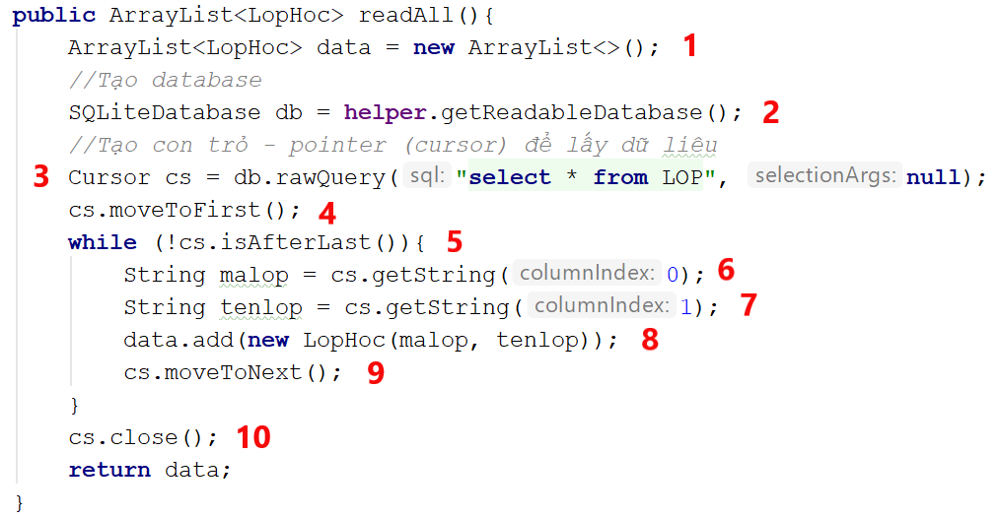 public ArrayList<LopHoc> readAll(){
ArrayList<LopHoc> data = new ArrayList<>(); 1
//Tạo database
SQLiteDatabase db = helper.getReadableDatabase(); 2
//Tạo con trỏ - pointer (cursor) để lấy dữ liêu
3 Cursor cs = db.rawQuery( sql: "select * from LOP", selectionArgs: null);
cs.moveToFirst(); 4
while (!cs.isAfterLast()){ 5
String malop = cs.getString( columnIndex: 0); 6
String tenlop = cs.getString( columnIndex: 1); 7
data.add(new LopHoc(malop, tenlop)); 8
cs.moveToNext(); 9
}
cs.close(); 10
return data;
}